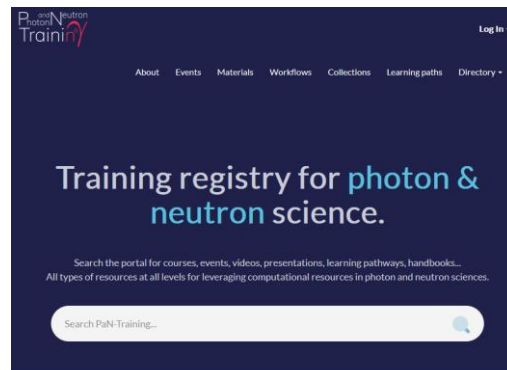 Photon and Neutron
Training
Log In
About Events Materials Workflows Collections Learning paths Directory
Training registry for photon &
neutron science.
Search the portal for courses, events, videos, presentations, learning pathways, handbooks...
All types of resources at all levels for leveraging computational resources in photon and neutron sciences.
Search PaN-Training...